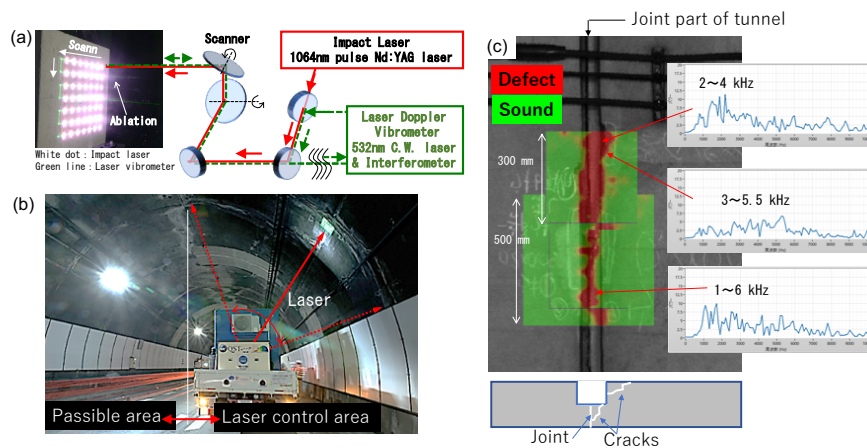 (a)
Scann
Ablation
White dot : Impact laser
Green line : Laser vibrometer
Scanner
Impact Laser
1064nm pulse Nd:YAG laser
Laser Doppler
Vibrometer
532nm C.W. laser
& Interferometer
(b)
Laser
Passible area
Laser control area
(c)
Joint part of tunnel
Defect
Sound
300 mm
500 mm
2～4 kHz
3～5.5 kHz
1～6 kHz
Joint
Cracks